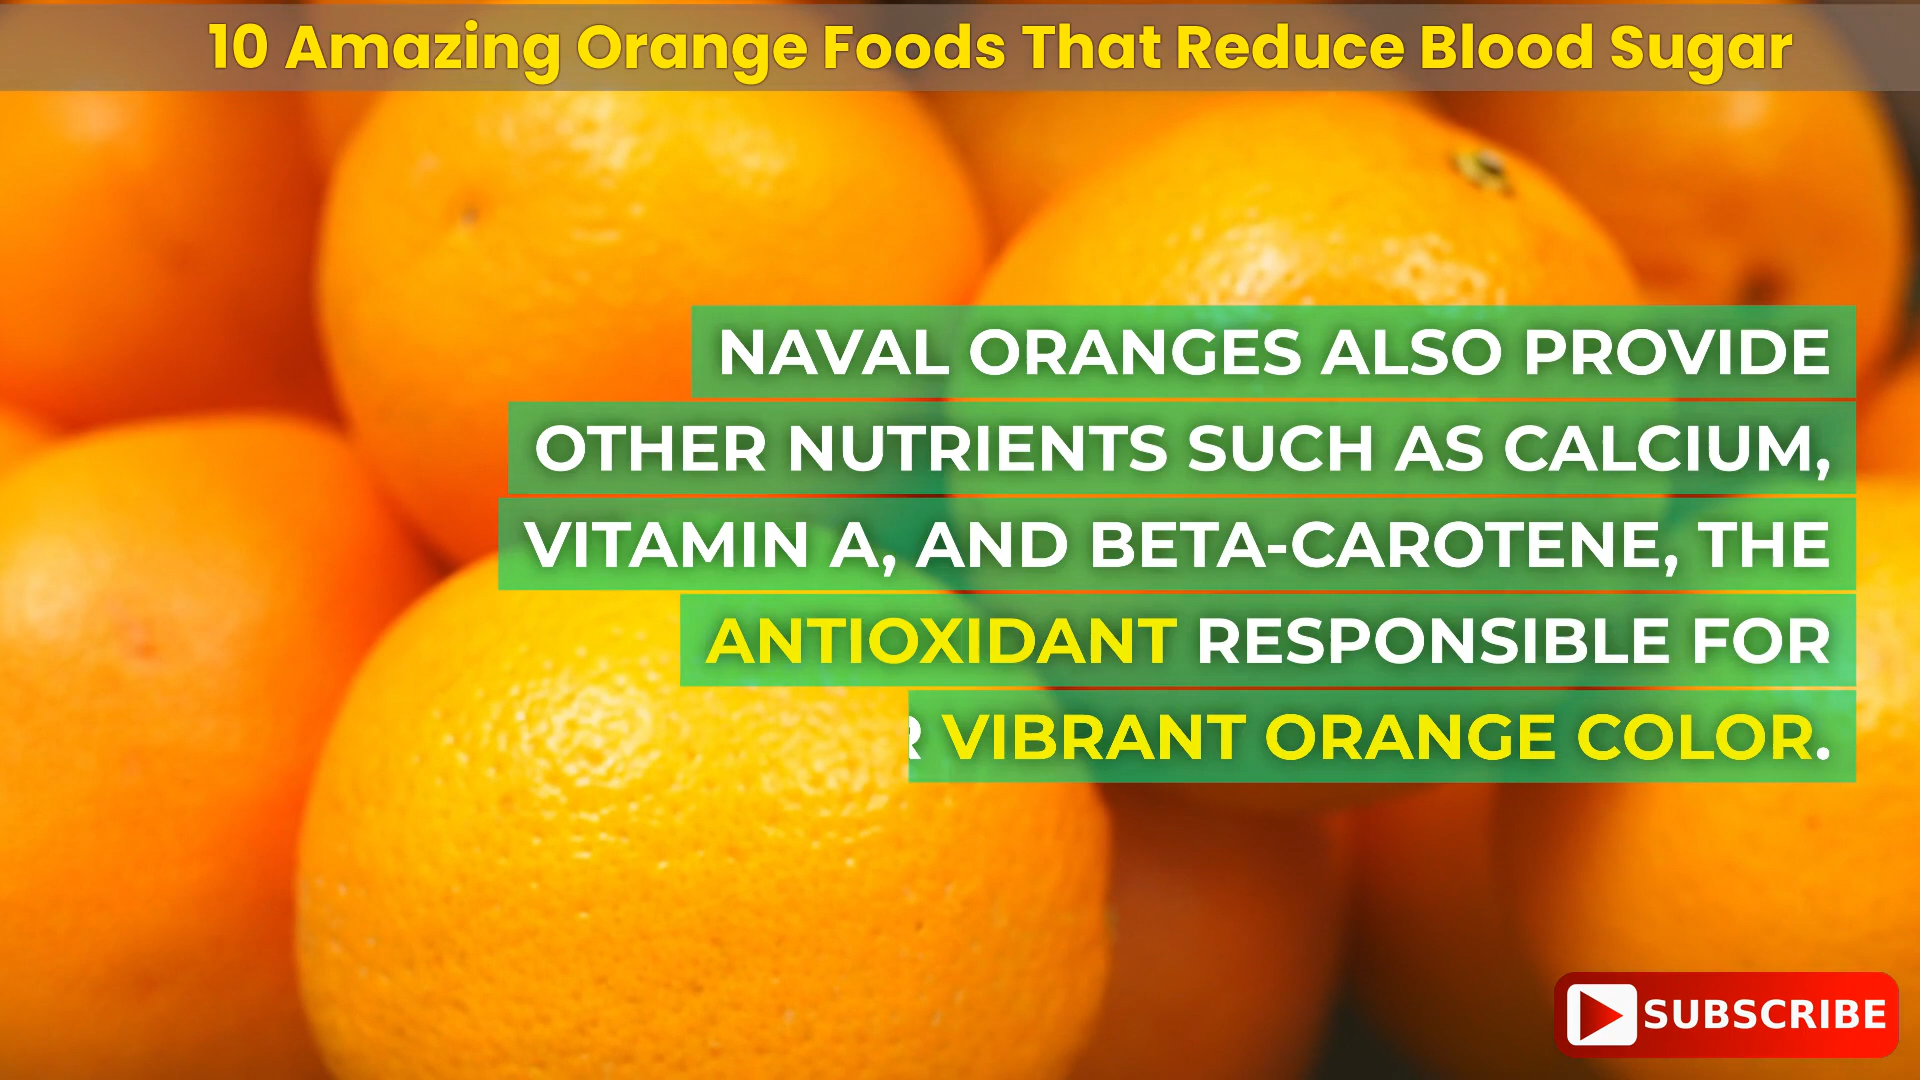 10 Amazing Orange Foods That Reduce Blood Sugar
NAVAL ORANGES ALSO PROVIDE
OTHER NUTRIENTS SUCH AS CALCIUM,
VITAMIN A, AND BETA-CAROTENE, THE
ANTIOXIDANT RESPONSIBLE FOR
VIBRANT ORANGE COLOR.
SUBSCRIBE